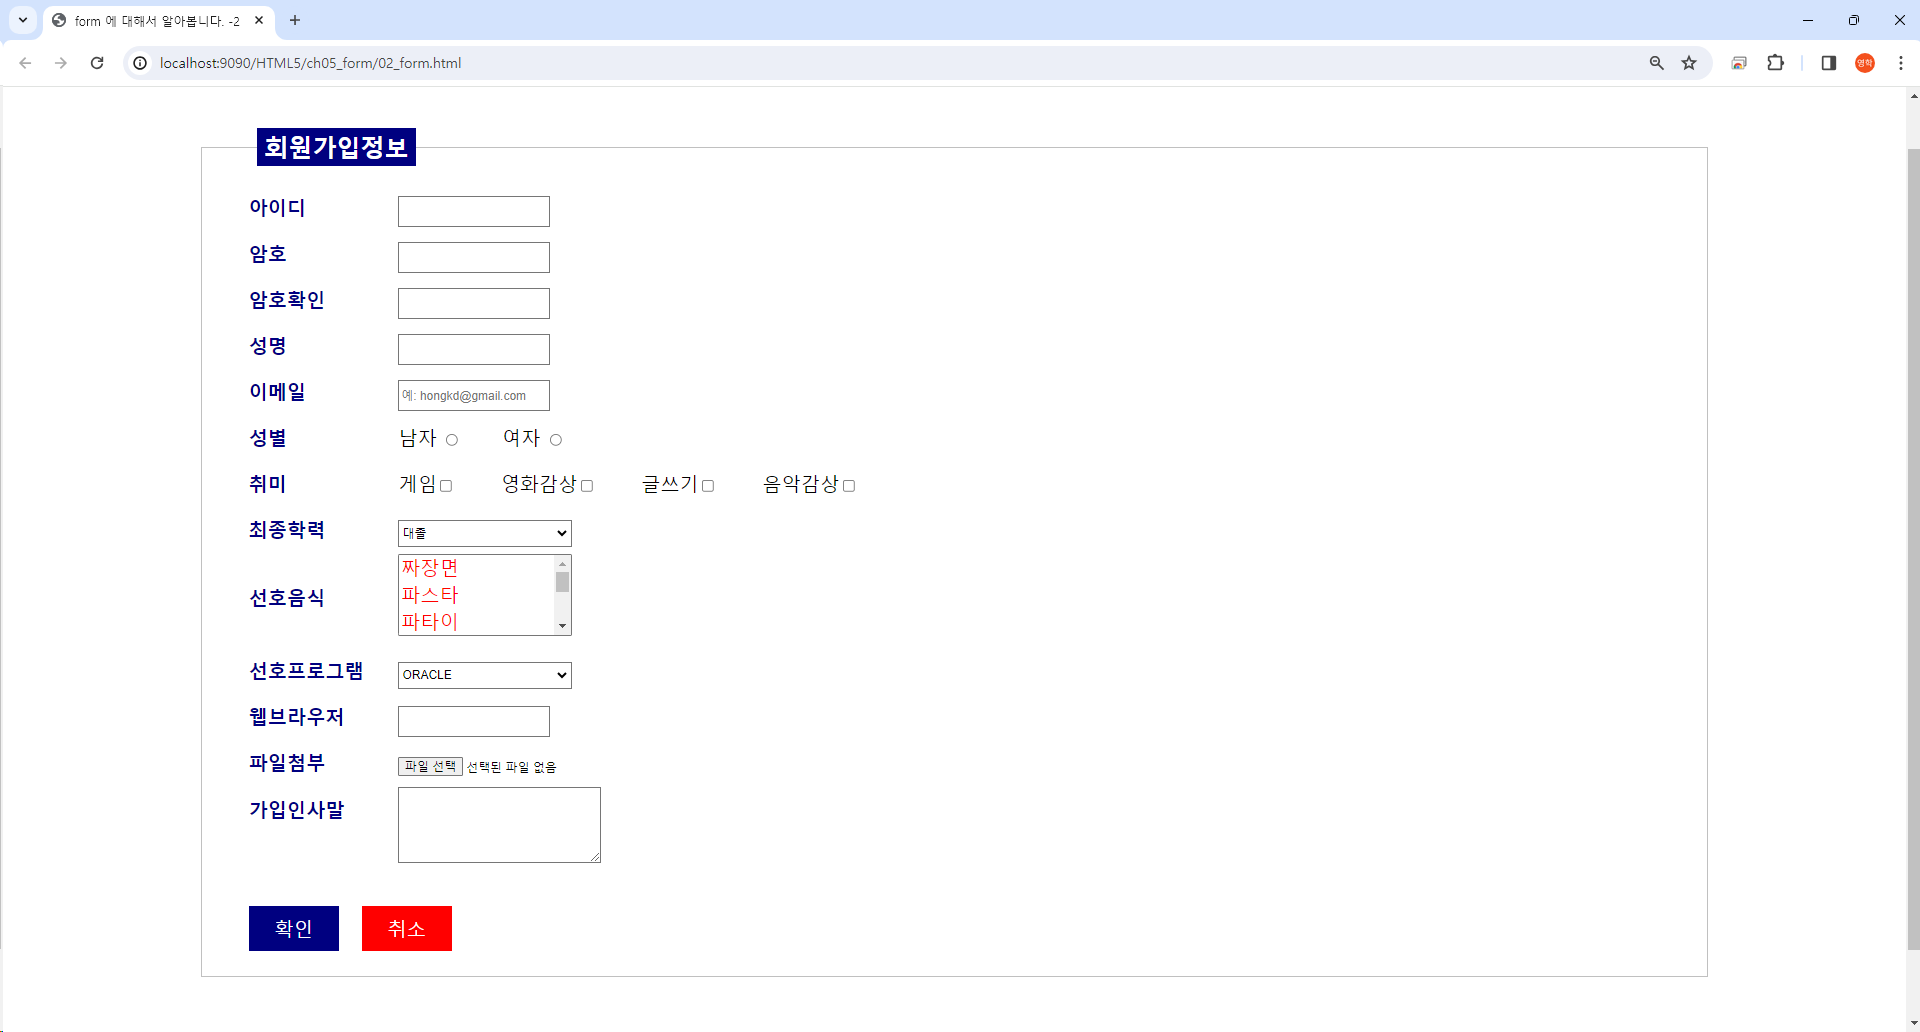 form 에 대해서 알아봅니다. -2
localhost:9090/HTML5/ch05_form/02_form.html
영학
회원가입정보
아이디
암호
암호확인
성명
이메일 예: hongkd@gmail.com
성별 남자 여자
취미 게임 영화감상 글쓰기 음악감상
최종학력 대졸
짜장면
파스타
선호음식
파타이
선호프로그램 ORACLE
웹브라우저
파일첨부 파일 선택 선택된 파일 없음
가입인사말
확인 취소